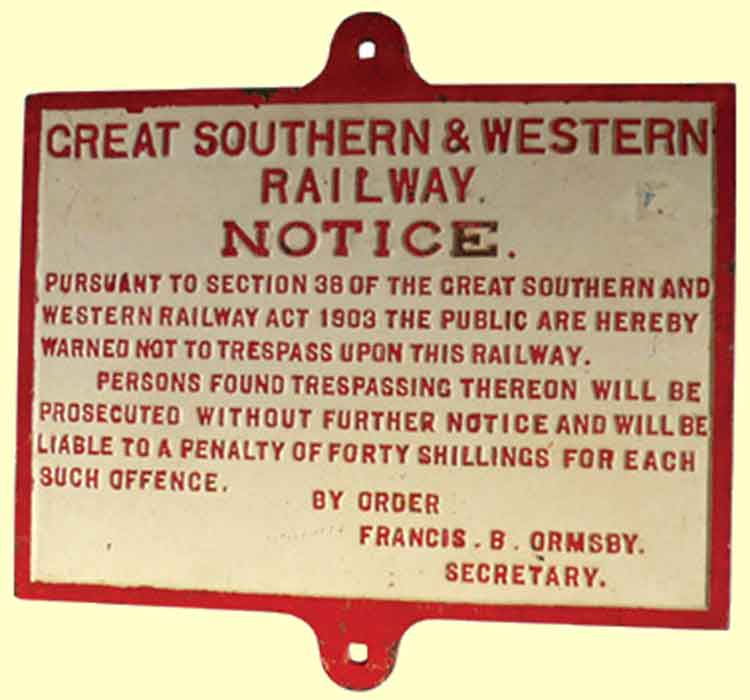 GREAT SOUTHERN & WESTERN
RAILWAY.
NOTICE.
PURSUANT TO SECTION 38 OF THE GREAT SOUTHERN AND
WESTERN RAILWAY ACT 1903 THE PUBLIC ARE HEREBY
WARNED NOT TO TRESPASS UPON THIS RAILWAY.
PERSONS FOUND TRESPASSING THEREON WILL BE
PROSECUTED WITHOUT FURTHER NOTICE AND WILL BE
LIABLE TO A PENALTY OF FORTY SHILLINGS FOR EACH
SUCH OFFENCE.
BY ORDER
FRANCIS. B. ORMSBY.
SECRETARY.